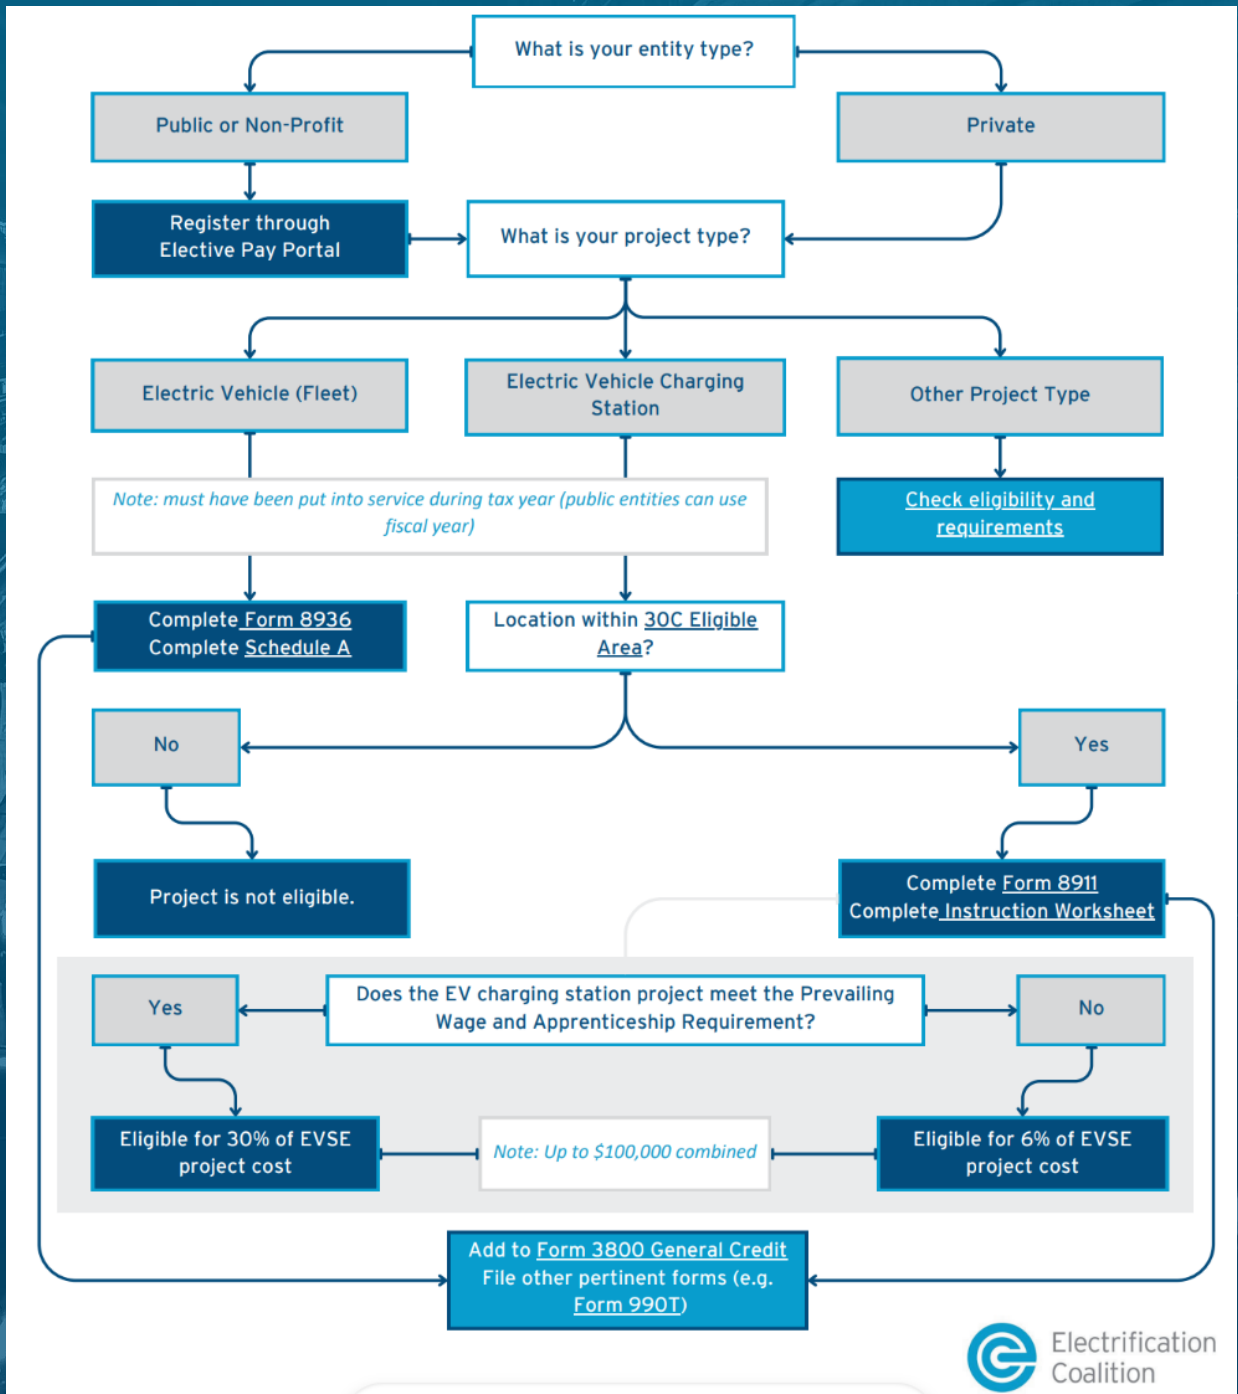 What is your entity type?
Public or Non-Profit
Private
Register through
Elective Pay Portal
What is your project type?
Electric Vehicle (Fleet)
Electric Vehicle Charging
Station
Other Project Type
Note: must have been put into service during tax year (public entities can use
fiscal year)
Check eligibility and
requirements
Complete Form 8936
Complete Schedule A
Location within 30C Eligible
Area?
No
Yes
Project is not eligible.
Complete Form 8911
Complete Instruction Worksheet
Yes
Does the EV charging station project meet the Prevailing
Wage and Apprenticeship Requirement?
No
Eligible for 30% of EVSE
project cost
Note: Up to $100,000 combined
Eligible for 6% of EVSE
project cost
Add to Form 3800 General Credit
File other pertinent forms (e.g.
Form 990T)
Electrification
Coalition